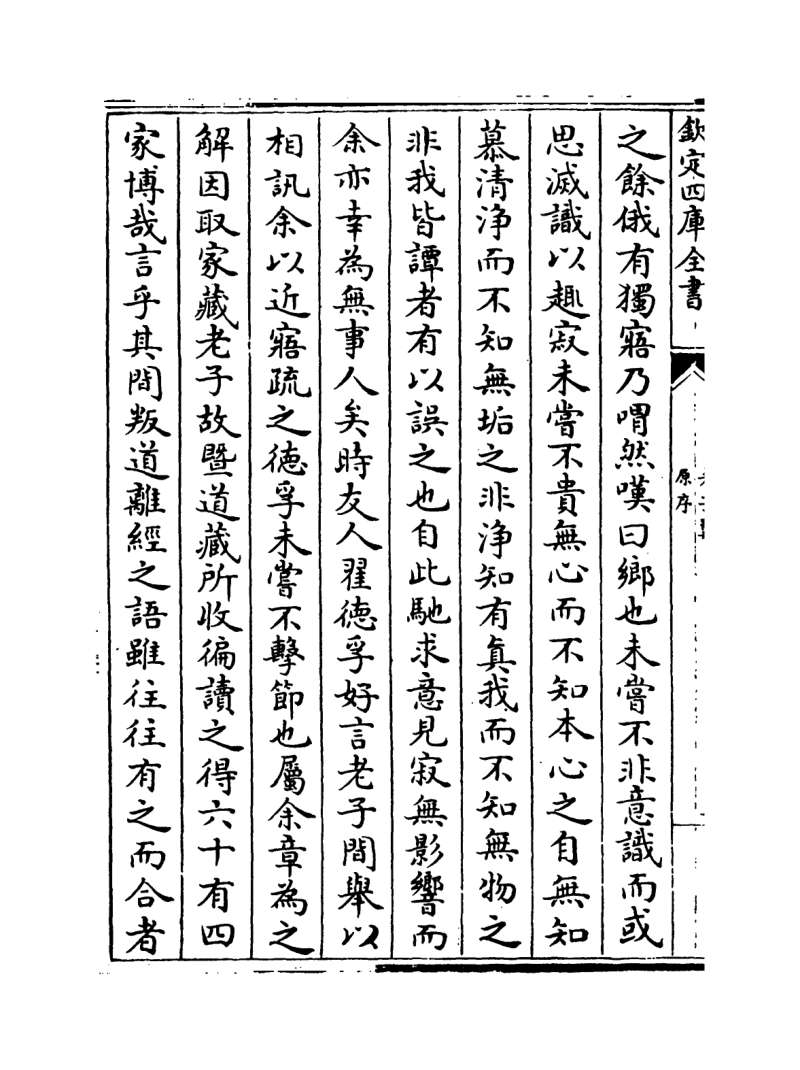 欽定四庫全書
原序
之餘俄有獨寤乃喟然嘆曰鄉也未嘗不非意識而或
思滅識以趣寂未嘗不貴無心而不知本心之自無知
慕清浄而不知無垢之非浄知有真我而不知無物之
非我皆譚者有以誤之也自此馳求意見寂無影響而
余亦幸為無事人矣時友人翟徳孚好言老子間舉以
相訊余以近寤疏之徳孚未嘗不擊節也屬余章為之
解因取家藏老子故暨道藏所收徧讀之得六十有四
家博哉言乎其間叛道離經之語雖往往有之而合者